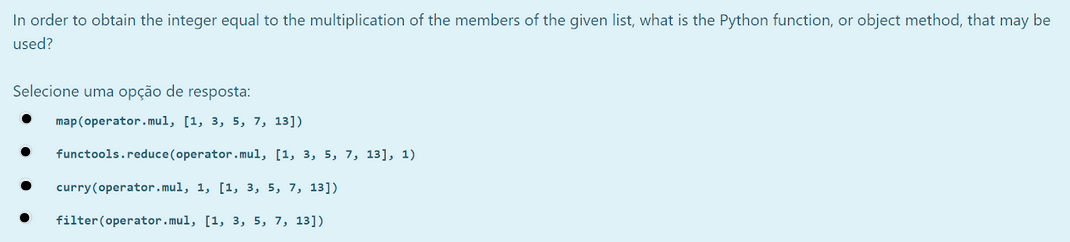 In order to obtain the integer equal to the multiplication of the members of the given list, what is the Python function, or object method, that may be
used?
Selecione uma opção de resposta:
map(operator.mul, [1, 3, 5, 7, 13])
functools.reduce(operator.mul, [1, 3, 5, 7, 13], 1)
curry(operator.mul, 1, [1, 3, 5, 7, 13])
filter(operator.mul, [1, 3, 5, 7, 13])